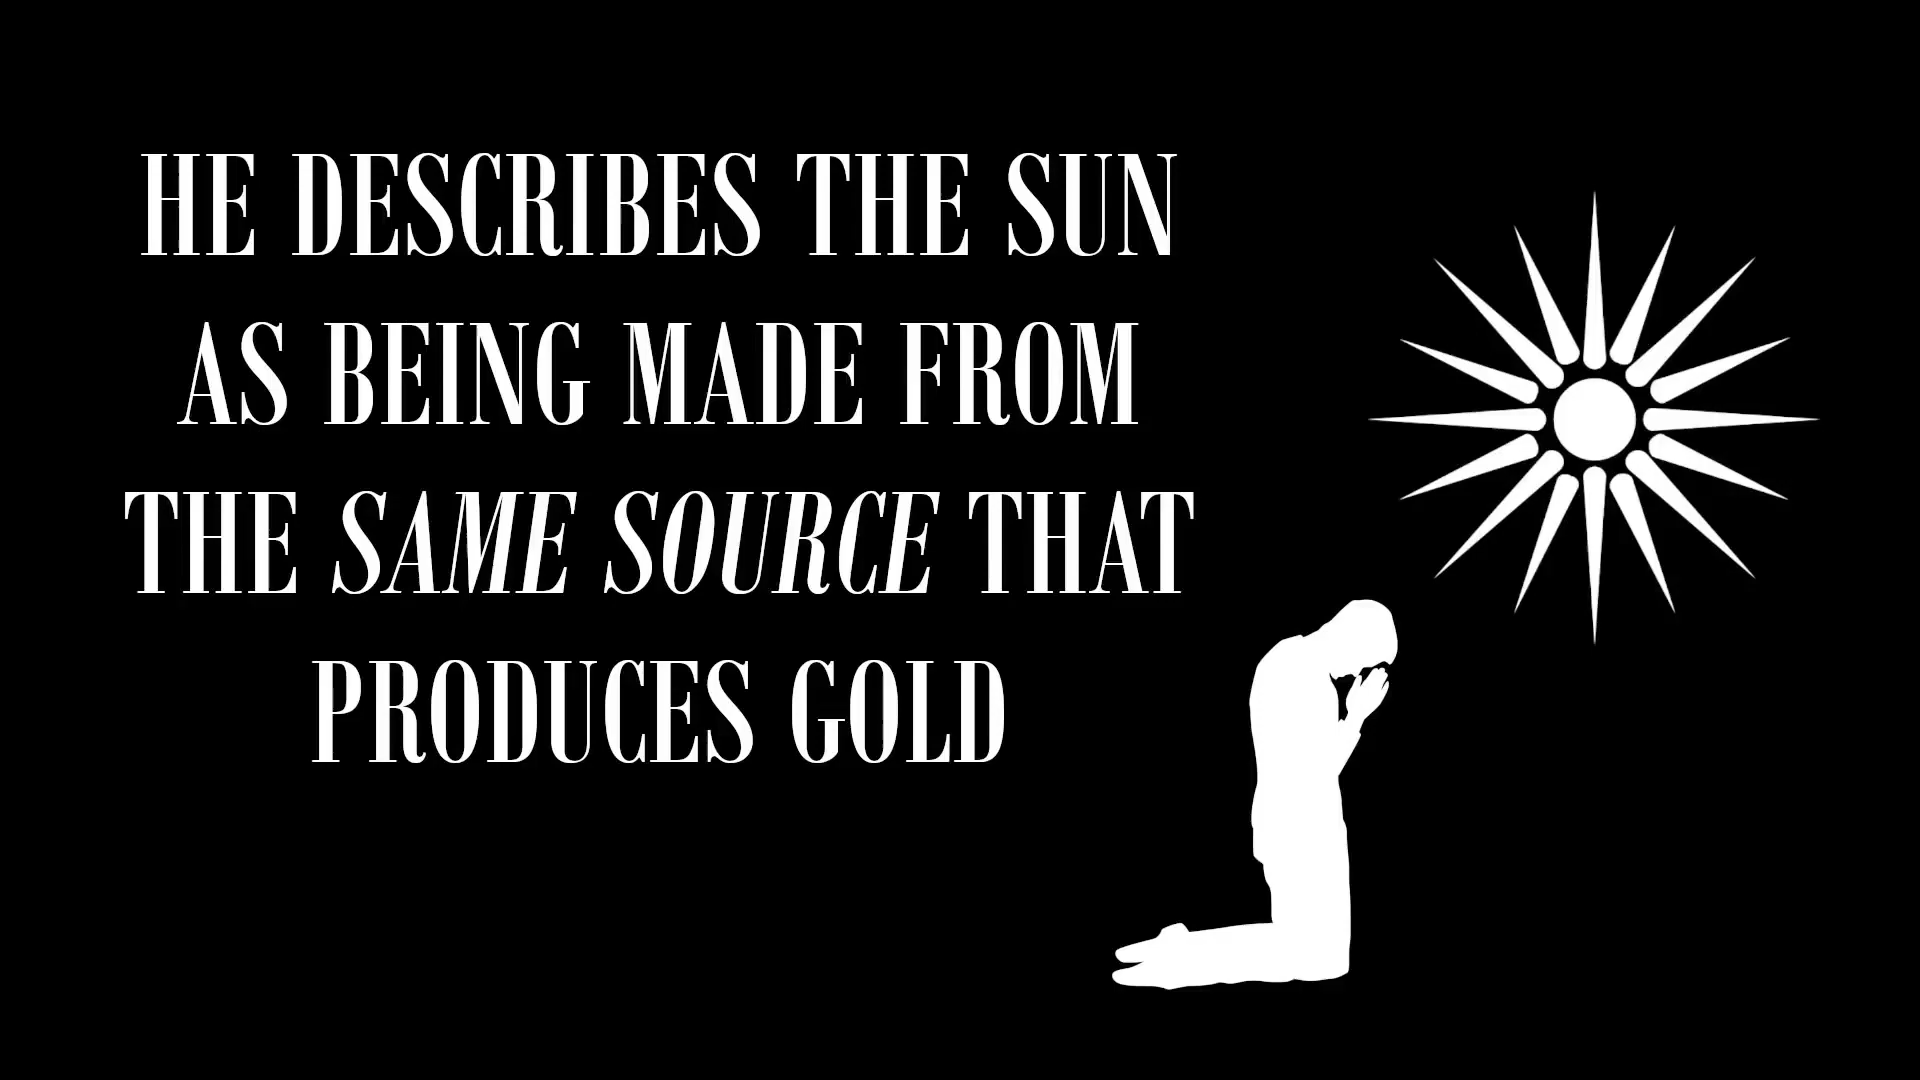 HE DESCRIBES THE SUN
AS BEING MADE FROM
THE SAME SOURCE THAT
PRODUCES GOLD